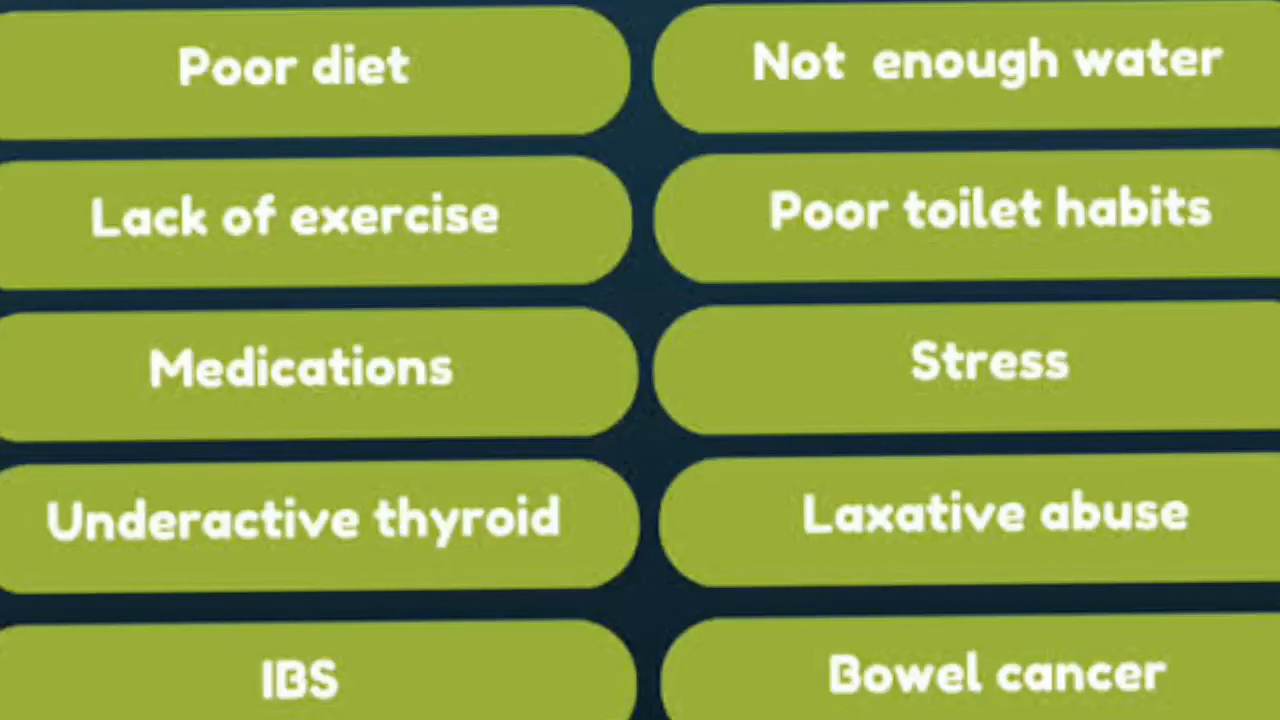 Poor diet
Not enough water
Lack of exercise
Poor toilet habits
Medications
Stress
Underactive thyroid
Laxative abuse
IBS
Bowel cancer